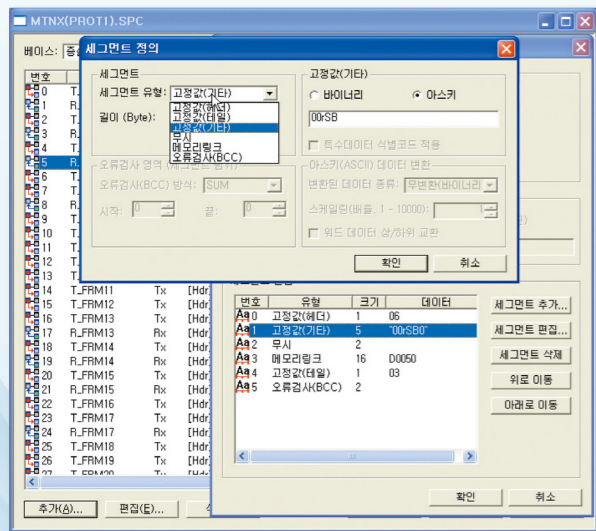 MTNX(PROT1).SPC
베이스:
세그먼트 정의
세그먼트
세그먼트 유형: 고정값(기타)
고정값(헤더)
고정값(테일)
고정값(기타)
무시
메모리링크
오류검사(BCC)
길이 (Byte):
고정값(기타)
바이너리 아스키
00rSB
특수데이터 식별코드 적용
오류검사(BCC) 방식: SUM
시작: 0 끝: 0
아스키(ASCII) 데이터 변환
변환된 데이터 종류: 무변환(바이너리
스케일링(배율, 1 - 10000): 1
워드 데이터 상/하위 교환
확인 취소
번호
0
1
2
3
4
5
6
7
8
9
10
11
12
13
14 T_FRM11 Tx [Hdr
15 T_FRM12 Tx [Hdr
16 T_FRM13 Tx [Hdr
17 R_FRM13 Rx [Hdr
18 T_FRM14 Tx [Hdr
19 R_FRM14 Rx [Hdr
20 T_FRM15 Tx [Hdr
21 R_FRM15 Rx [Hdr
22 T_FRM16 Tx [Hdr
23 T_FRM17 Tx [Hdr
24 R_FRM17 Rx [Hdr
25 T_FRM18 Tx [Hdr
26 T_FRM19 Tx [Hdr
추가(A)... 편집(E)...
번호 유형 크기 데이터
0 고정값(헤더) 1 06
1 고정값(기타) 5 "00rSB0"
2 무시 2
3 메모리링크 16 D0050
4 고정값(테일) 1 03
5 오류검사(BCC) 2
세그먼트 추가...
세그먼트 편집...
세그먼트 삭제
위로 이동
아래로 이동
확인 취소